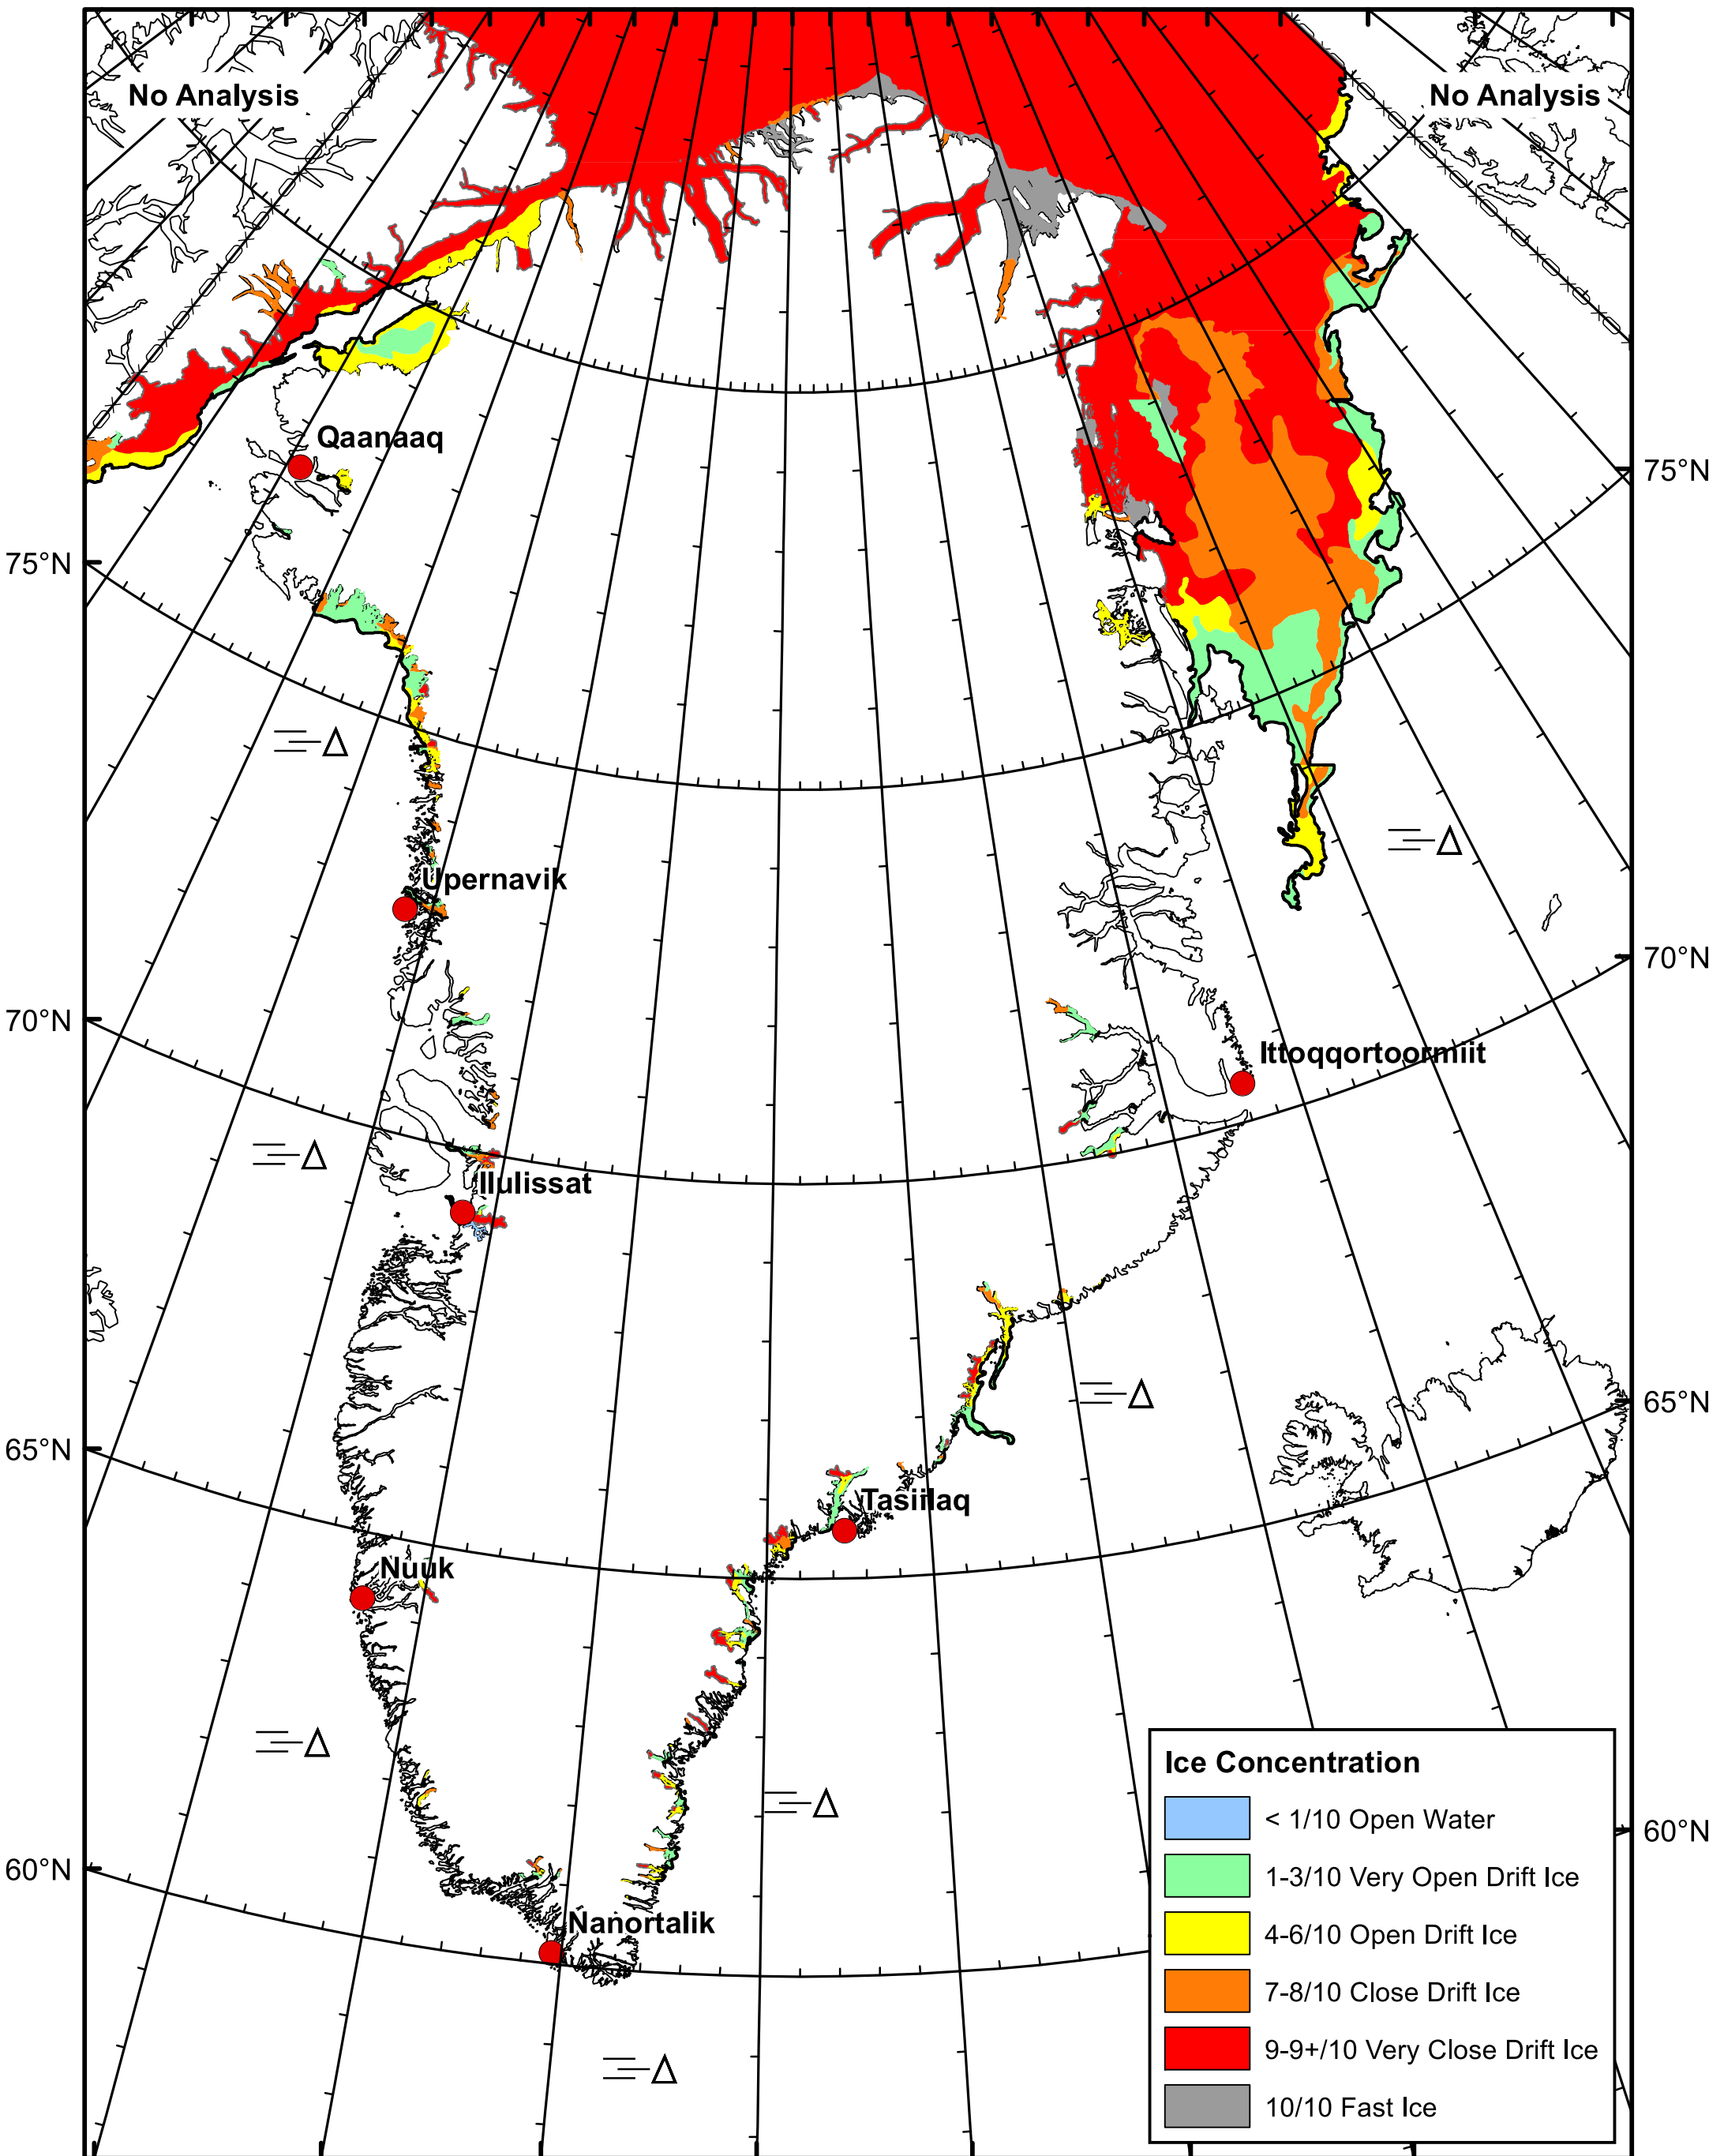 No Analysis
No Analysis
Qaanaaq
75°N
75°N
Upernavik
70°N
70°N
Ittoqqortoormiit
Ilulissat
65°N
65°N
Tasiilaq
Nuuk
Ice Concentration
< 1/10 Open Water
1-3/10 Very Open Drift Ice
4-6/10 Open Drift Ice
7-8/10 Close Drift Ice
9-9+/10 Very Close Drift Ice
10/10 Fast Ice
60°N
60°N
Nanortalik